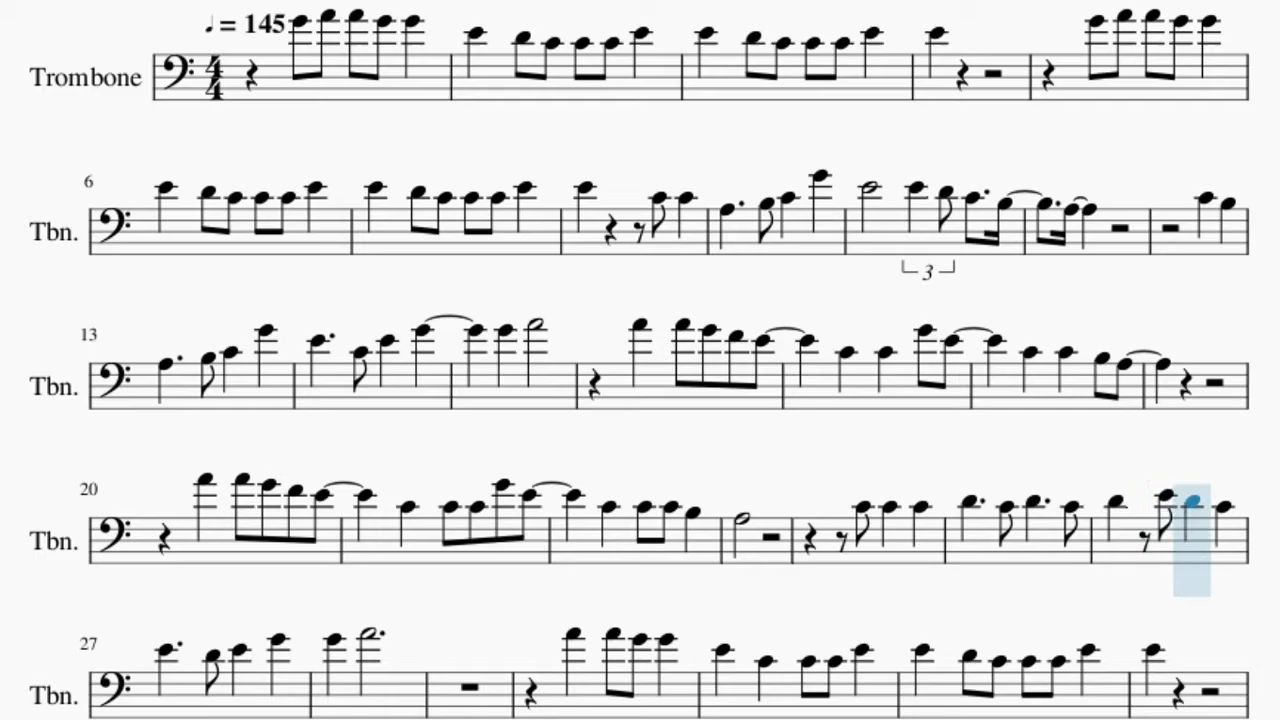 ♩ = 145
Trombone 4 4
6
Tbn.
3
13
Tbn.
20
Tbn.
27
Tbn.